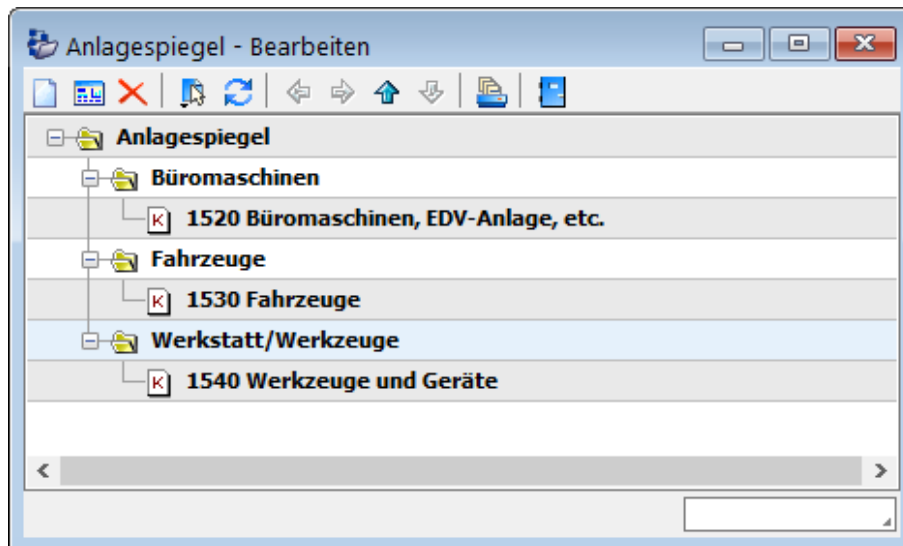 Anlagespiegel - Bearbeiten
Anlagespiegel
Büromaschinen
K 1520 Büromaschinen, EDV-Anlage, etc.
Fahrzeuge
K 1530 Fahrzeuge
Werkstatt/Werkzeuge
K 1540 Werkzeuge und Geräte